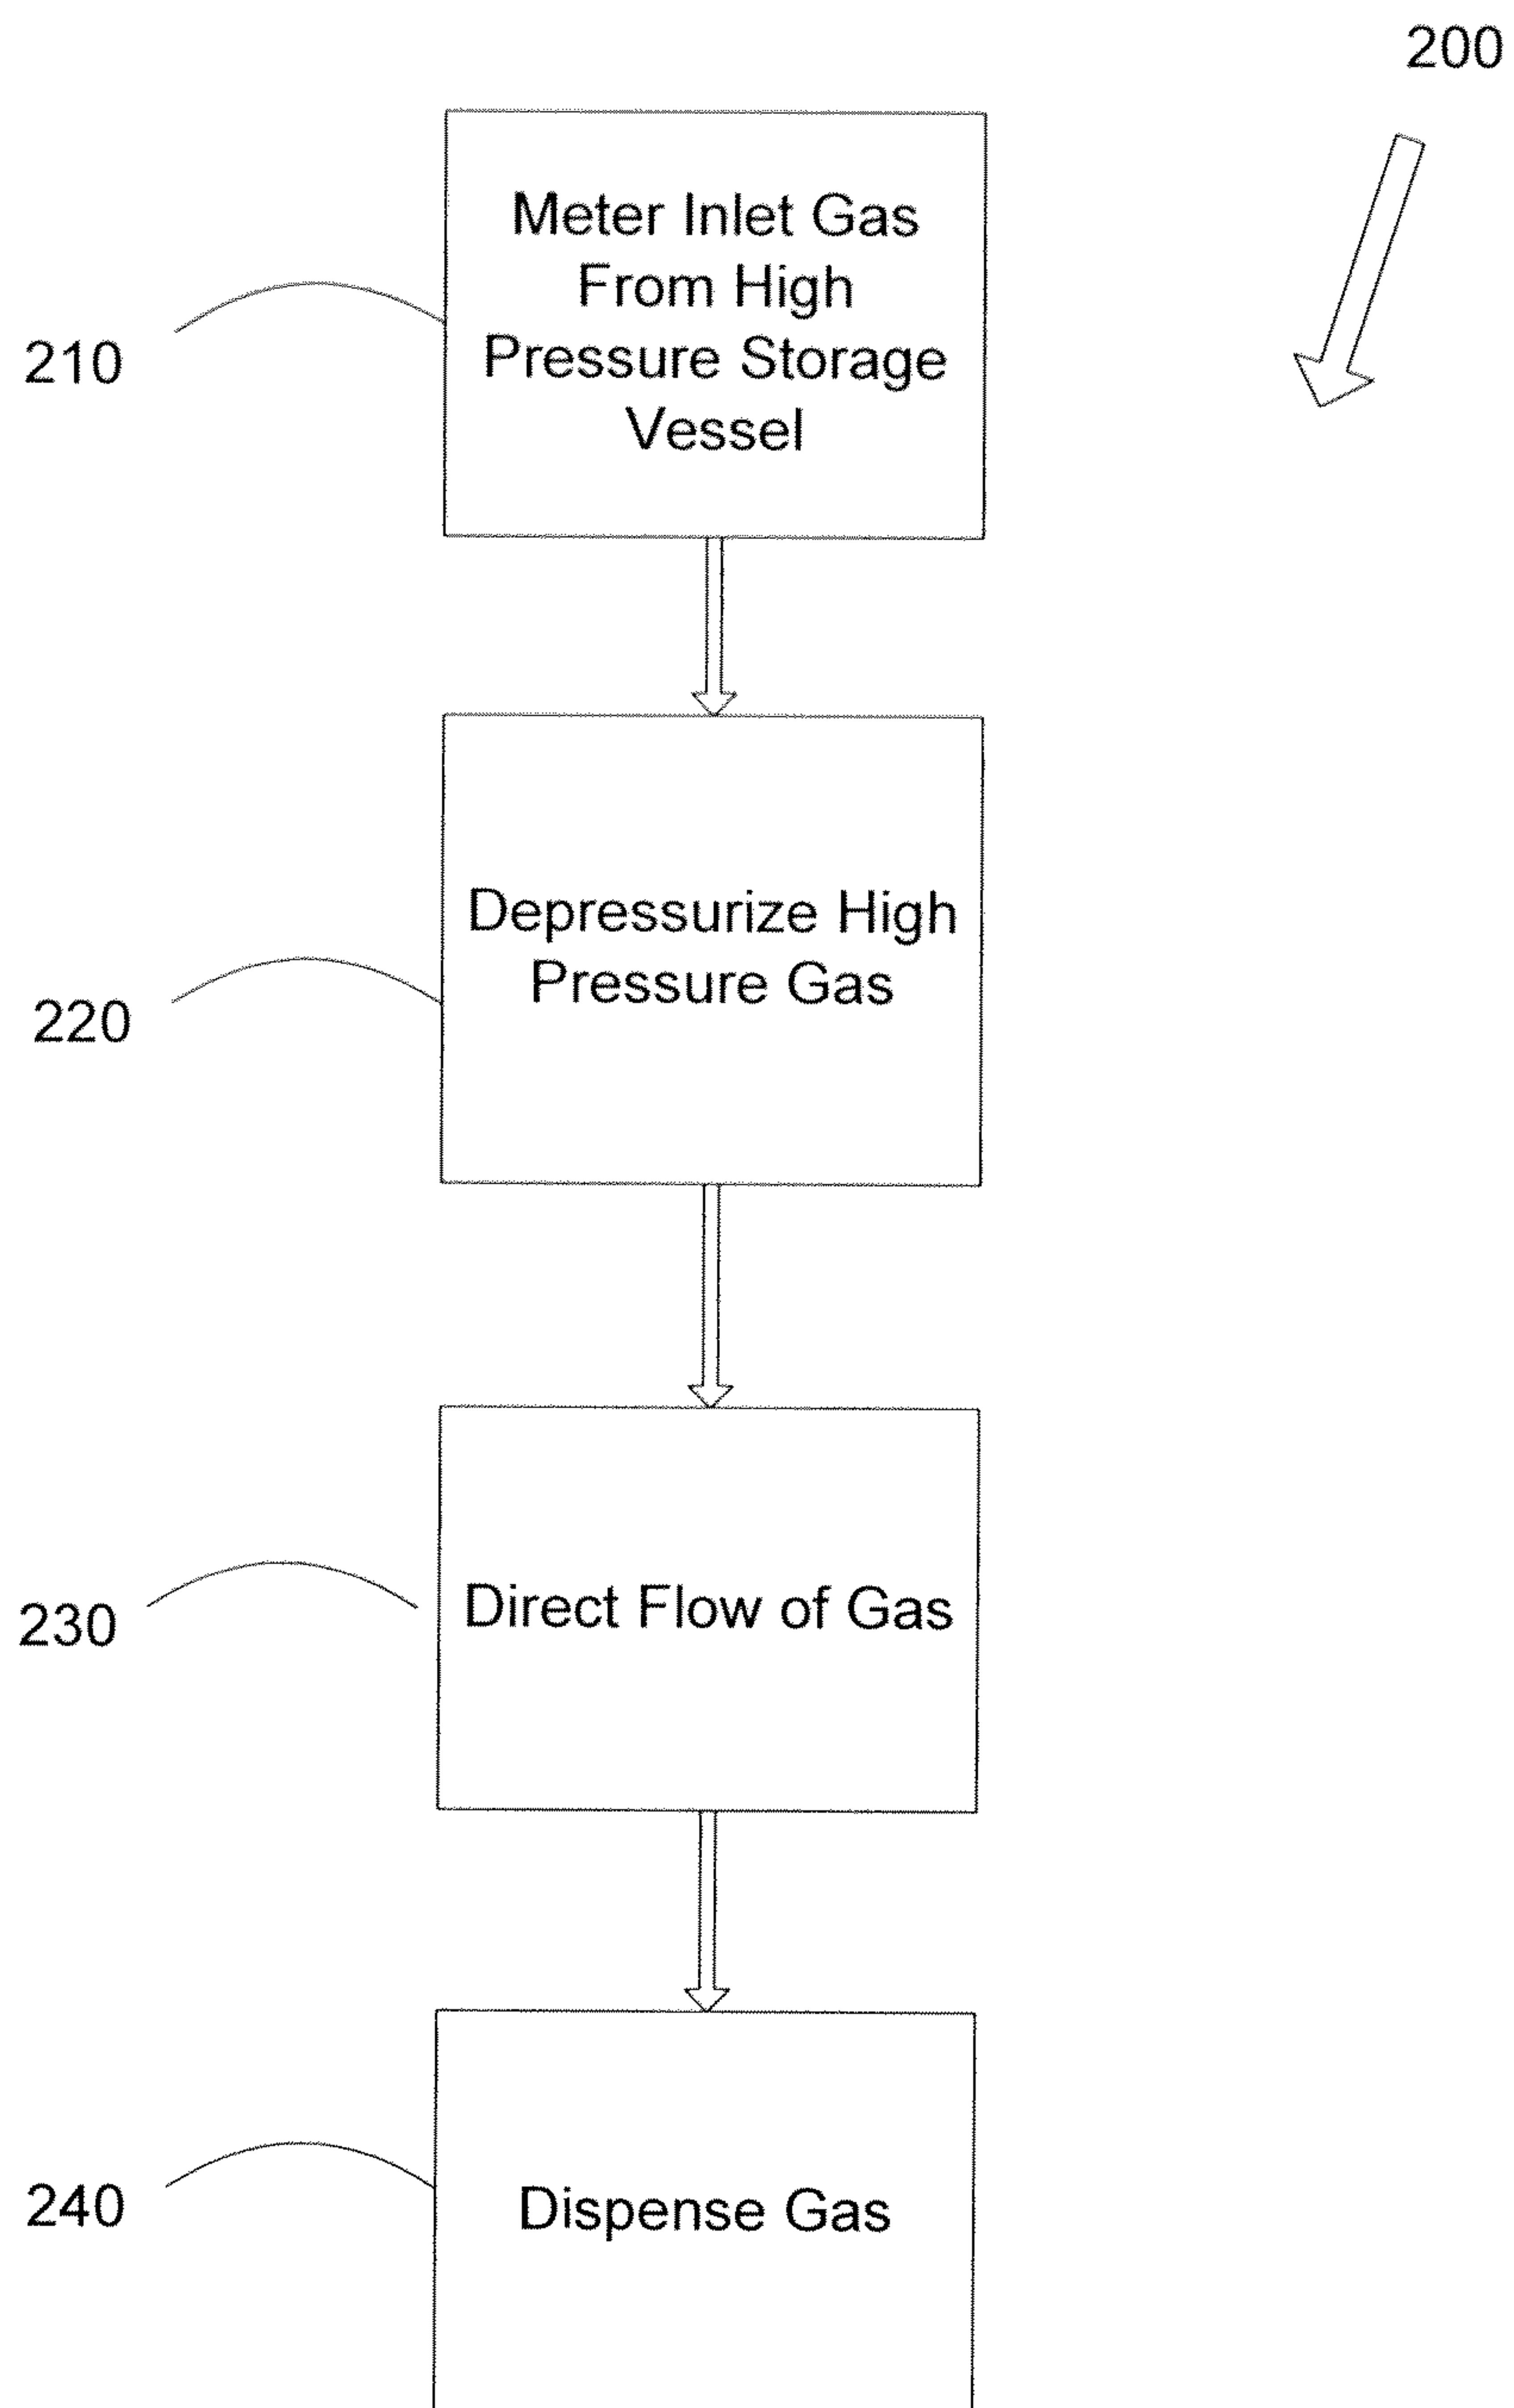 200
Meter Inlet Gas
From High
Pressure Storage
Vessel
210
Depressurize High
Pressure Gas
220
Direct Flow of Gas
230
Dispense Gas
240